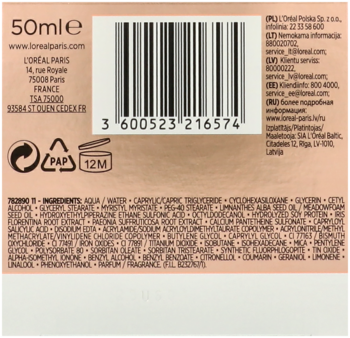 50ml ℮
www.lorealparis.com
L'ORÉAL PARIS
14, rue Royale
75008 Paris
FRANCE
TSA 75000
93584 ST OUEN CEDEX FR
3 600523 216574
PAP
12M
(PL) L'Oréal Polska Sp. z o.o.,
infolinia: 22 33 58 600
(LT) Nemokama informacija:
880020702,
service_lt@loreal.com;
(LV) Klientu serviss:
80000222,
service_lv@loreal.com;
(EE) Klienditugi: 800 4000,
service_ee@loreal.com;
(RU) более подробная
информация:
www.loreal-paris.lv/ru
Izplatītājs/Platintojas/
Maaletooja: SIA L'Oréal Baltic,
Citadeles 12, Rīga, LV-1010,
Latvija
782890 11 - INGREDIENTS: AQUA / WATER • CAPRYLIC/CAPRIC TRIGLYCERIDE • CYCLOHEXASILOXANE • GLYCERIN • CETYL
ALCOHOL • GLYCERYL STEARATE • MYRISTYL MYRISTATE • PEG-40 STEARATE • LIMNANTHES ALBA SEED OIL / MEADOWFOAM
SEED OIL • HYDROXYETHYLPIPERAZINE ETHANE SULFONIC ACID • OCTYLDODECANOL • HYDROLYZED SOY PROTEIN • IRIS
FLORENTINA ROOT EXTRACT • PAEONIA SUFFRUTICOSA ROOT EXTRACT • CALCIUM PANTETHEINE SULFONATE • CAPRYLOYL
SALICYLIC ACID • DISODIUM EDTA • ACRYLAMIDE/SODIUM ACRYLOYLDIMETHYLTAURATE COPOLYMER • ACRYLONITRILE/METHYL
METHACRYLATE/VINYLIDENE CHLORIDE COPOLYMER • BUTYLENE GLYCOL • CAPRYLYL GLYCOL • CI 77163 / BISMUTH
OXYCHLORIDE • CI 77491 / IRON OXIDES • CI 77891 / TITANIUM DIOXIDE • ISOBUTANE • ISOHEXADECANE • MICA • PENTYLENE
GLYCOL • POLYSORBATE 80 • SORBITAN OLEATE • SORBITAN TRISTEARATE • SYNTHETIC FLUORPHLOGOPITE • TIN OXIDE •
ALPHA-ISOMETHYL IONONE • BENZYL ALCOHOL • BENZYL BENZOATE • CITRONELLOL • COUMARIN • GERANIOL • LIMONENE •
LINALOOL • PHENOXYETHANOL • PARFUM / FRAGRANCE. (F.I.L. B232767/1).